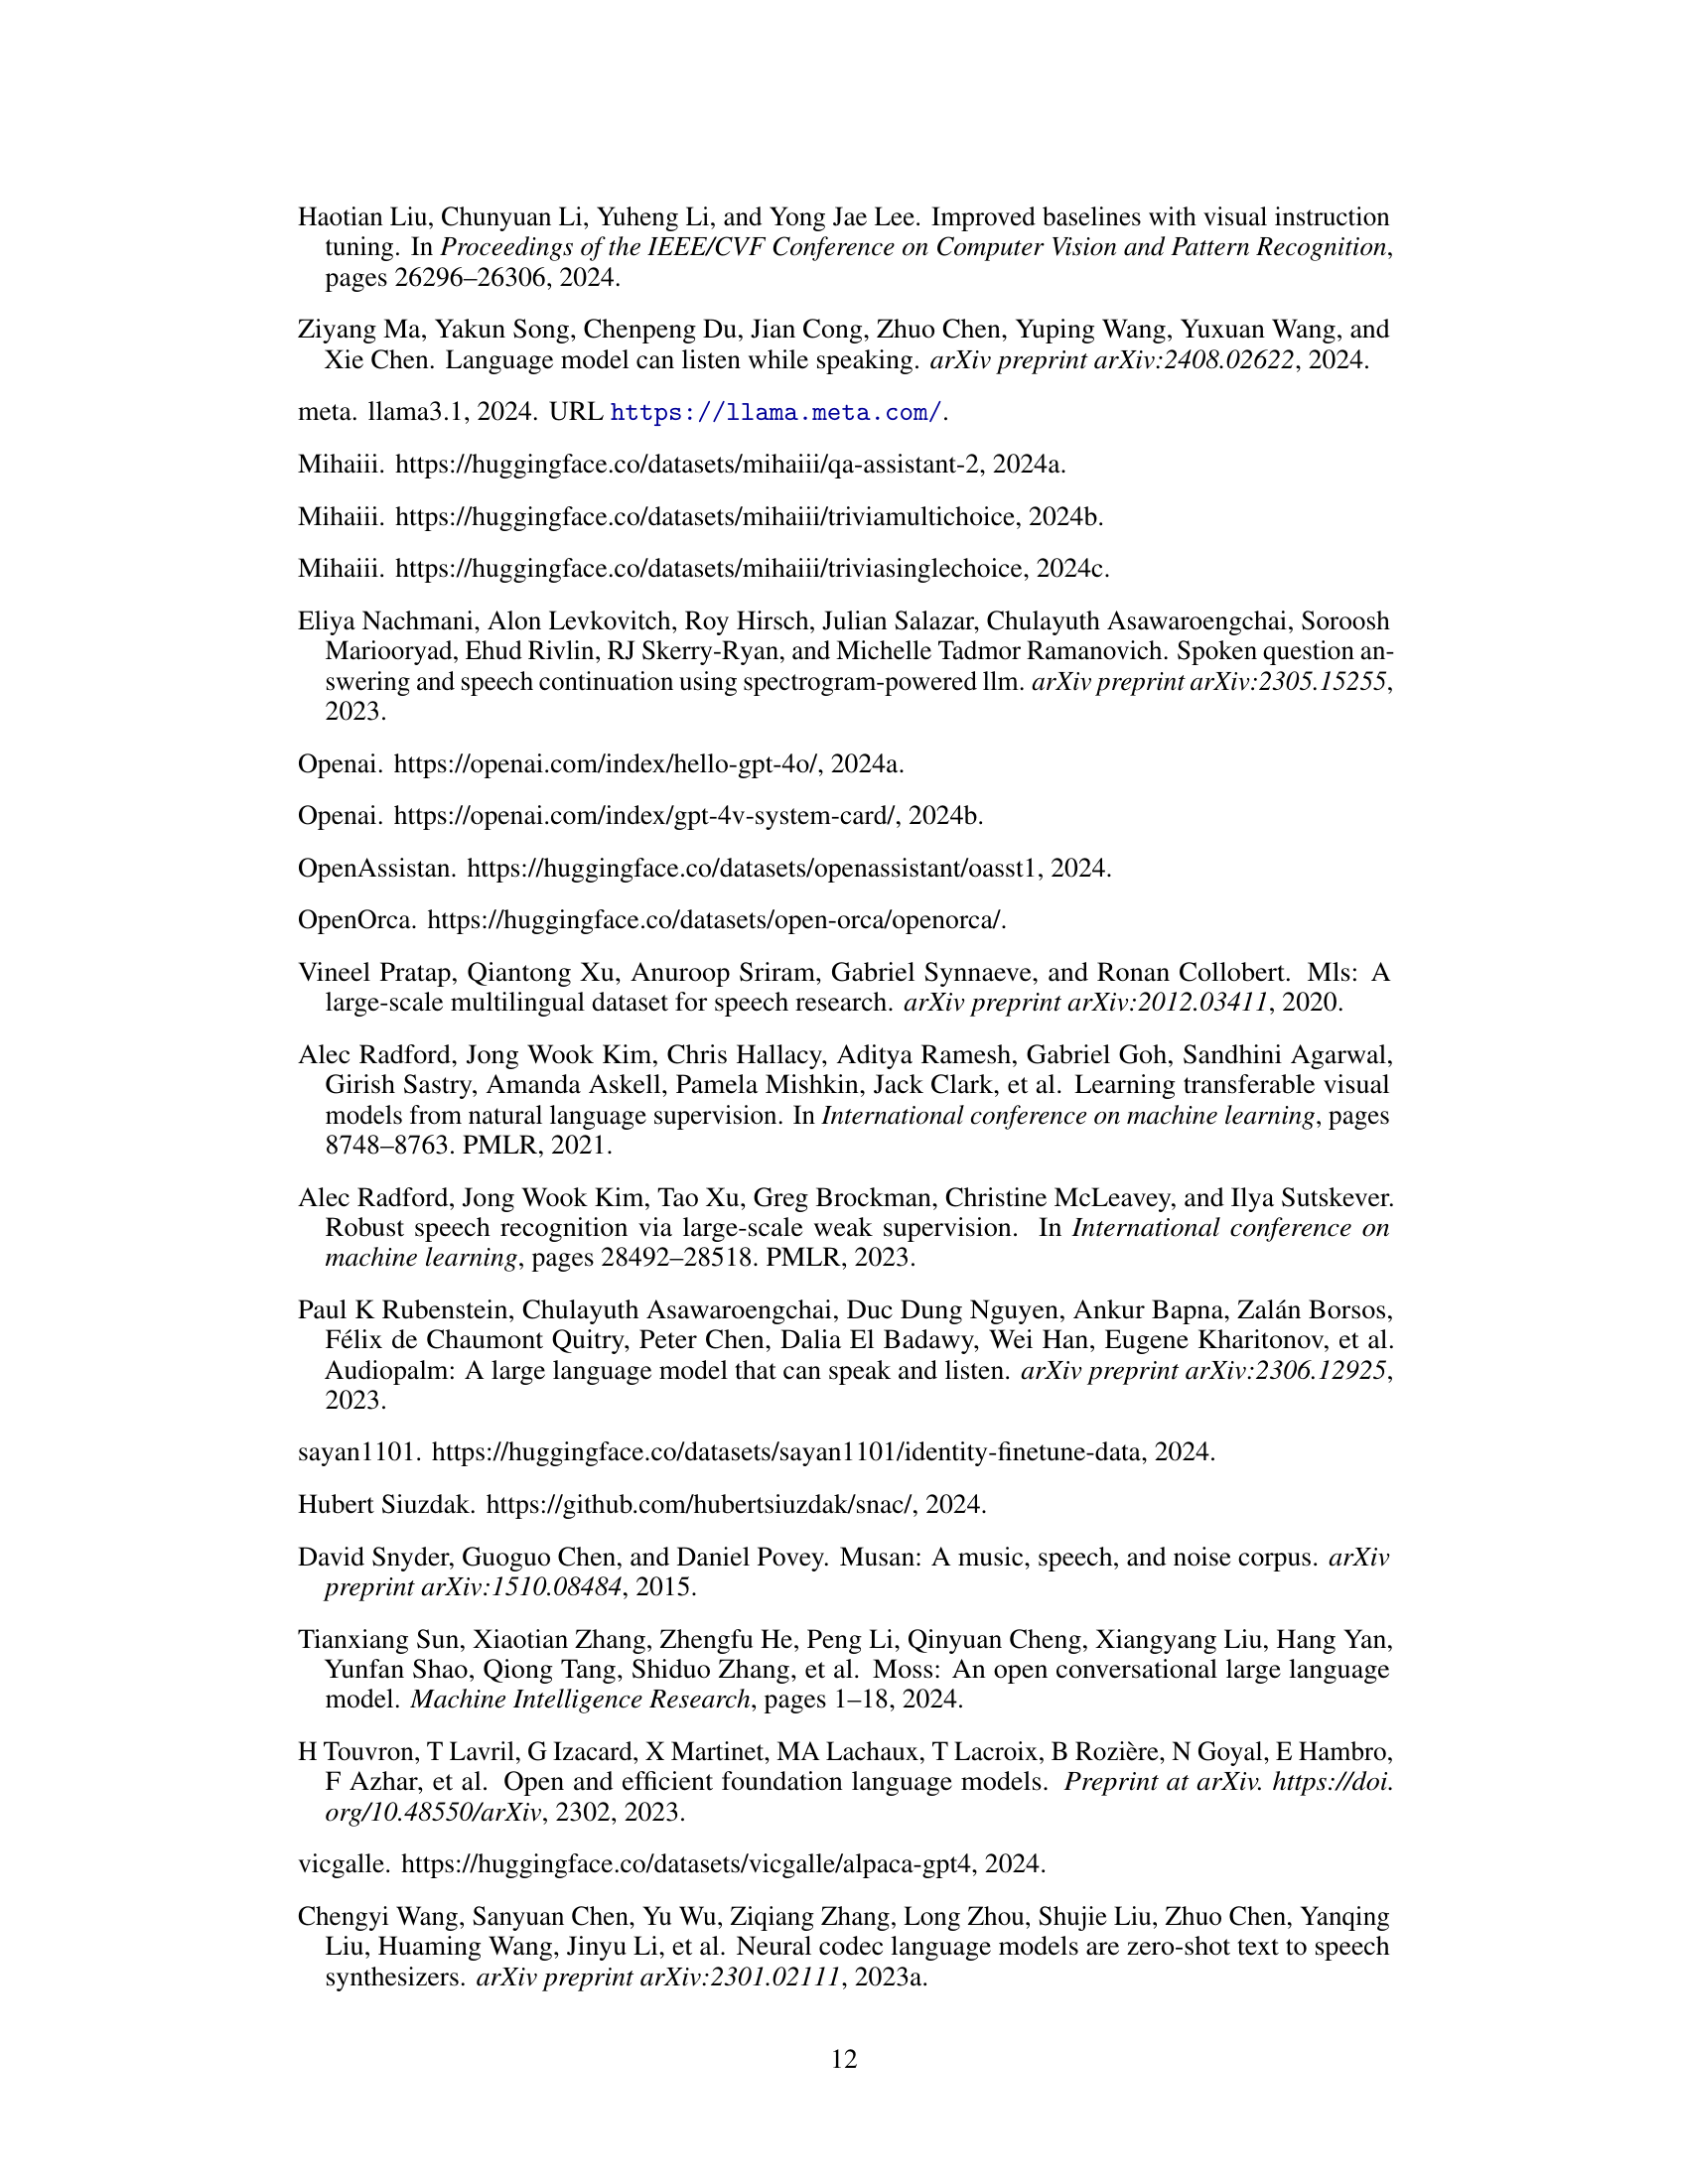 Haotian Liu, Chunyuan Li, Yuheng Li, and Yong Jae Lee. Improved baselines with visual instruction
tuning. In Proceedings of the IEEE/CVF Conference on Computer Vision and Pattern Recognition,
pages 26296–26306, 2024.
Ziyang Ma, Yakun Song, Chenpeng Du, Jian Cong, Zhuo Chen, Yuping Wang, Yuxuan Wang, and
Xie Chen. Language model can listen while speaking. arXiv preprint arXiv:2408.02622, 2024.
meta. llama3.1, 2024. URL https://llama.meta.com/.
Mihaiii. https://huggingface.co/datasets/mihaiii/qa-assistant-2, 2024a.
Mihaiii. https://huggingface.co/datasets/mihaiii/triviamultichoice, 2024b.
Mihaiii. https://huggingface.co/datasets/mihaiii/triviasinglechoice, 2024c.
Eliya Nachmani, Alon Levkovitch, Roy Hirsch, Julian Salazar, Chulayuth Asawaroengchai, Soroosh
Mariooryad, Ehud Rivlin, RJ Skerry-Ryan, and Michelle Tadmor Ramanovich. Spoken question an-
swering and speech continuation using spectrogram-powered llm. arXiv preprint arXiv:2305.15255,
2023.
Openai. https://openai.com/index/hello-gpt-4o/, 2024a.
Openai. https://openai.com/index/gpt-4v-system-card/, 2024b.
OpenAssistan. https://huggingface.co/datasets/openassistant/oasst1, 2024.
OpenOrca. https://huggingface.co/datasets/open-orca/openorca/.
Vineel Pratap, Qiantong Xu, Anuroop Sriram, Gabriel Synnaeve, and Ronan Collobert. Mls: A
large-scale multilingual dataset for speech research. arXiv preprint arXiv:2012.03411, 2020.
Alec Radford, Jong Wook Kim, Chris Hallacy, Aditya Ramesh, Gabriel Goh, Sandhini Agarwal,
Girish Sastry, Amanda Askell, Pamela Mishkin, Jack Clark, et al. Learning transferable visual
models from natural language supervision. In International conference on machine learning, pages
8748–8763. PMLR, 2021.
Alec Radford, Jong Wook Kim, Tao Xu, Greg Brockman, Christine McLeavey, and Ilya Sutskever.
Robust speech recognition via large-scale weak supervision. In International conference on
machine learning, pages 28492–28518. PMLR, 2023.
Paul K Rubenstein, Chulayuth Asawaroengchai, Duc Dung Nguyen, Ankur Bapna, Zalán Borsos,
Félix de Chaumont Quitry, Peter Chen, Dalia El Badawy, Wei Han, Eugene Kharitonov, et al.
Audiopalm: A large language model that can speak and listen. arXiv preprint arXiv:2306.12925,
2023.
sayan1101. https://huggingface.co/datasets/sayan1101/identity-finetune-data, 2024.
Hubert Siuzdak. https://github.com/hubertsiuzdak/snac/, 2024.
David Snyder, Guoguo Chen, and Daniel Povey. Musan: A music, speech, and noise corpus. arXiv
preprint arXiv:1510.08484, 2015.
Tianxiang Sun, Xiaotian Zhang, Zhengfu He, Peng Li, Qinyuan Cheng, Xiangyang Liu, Hang Yan,
Yunfan Shao, Qiong Tang, Shiduo Zhang, et al. Moss: An open conversational large language
model. Machine Intelligence Research, pages 1–18, 2024.
H Touvron, T Lavril, G Izacard, X Martinet, MA Lachaux, T Lacroix, B Rozière, N Goyal, E Hambro,
F Azhar, et al. Open and efficient foundation language models. Preprint at arXiv. https://doi.
org/10.48550/arXiv, 2302, 2023.
vicgalle. https://huggingface.co/datasets/vicgalle/alpaca-gpt4, 2024.
Chengyi Wang, Sanyuan Chen, Yu Wu, Ziqiang Zhang, Long Zhou, Shujie Liu, Zhuo Chen, Yanqing
Liu, Huaming Wang, Jinyu Li, et al. Neural codec language models are zero-shot text to speech
synthesizers. arXiv preprint arXiv:2301.02111, 2023a.
12